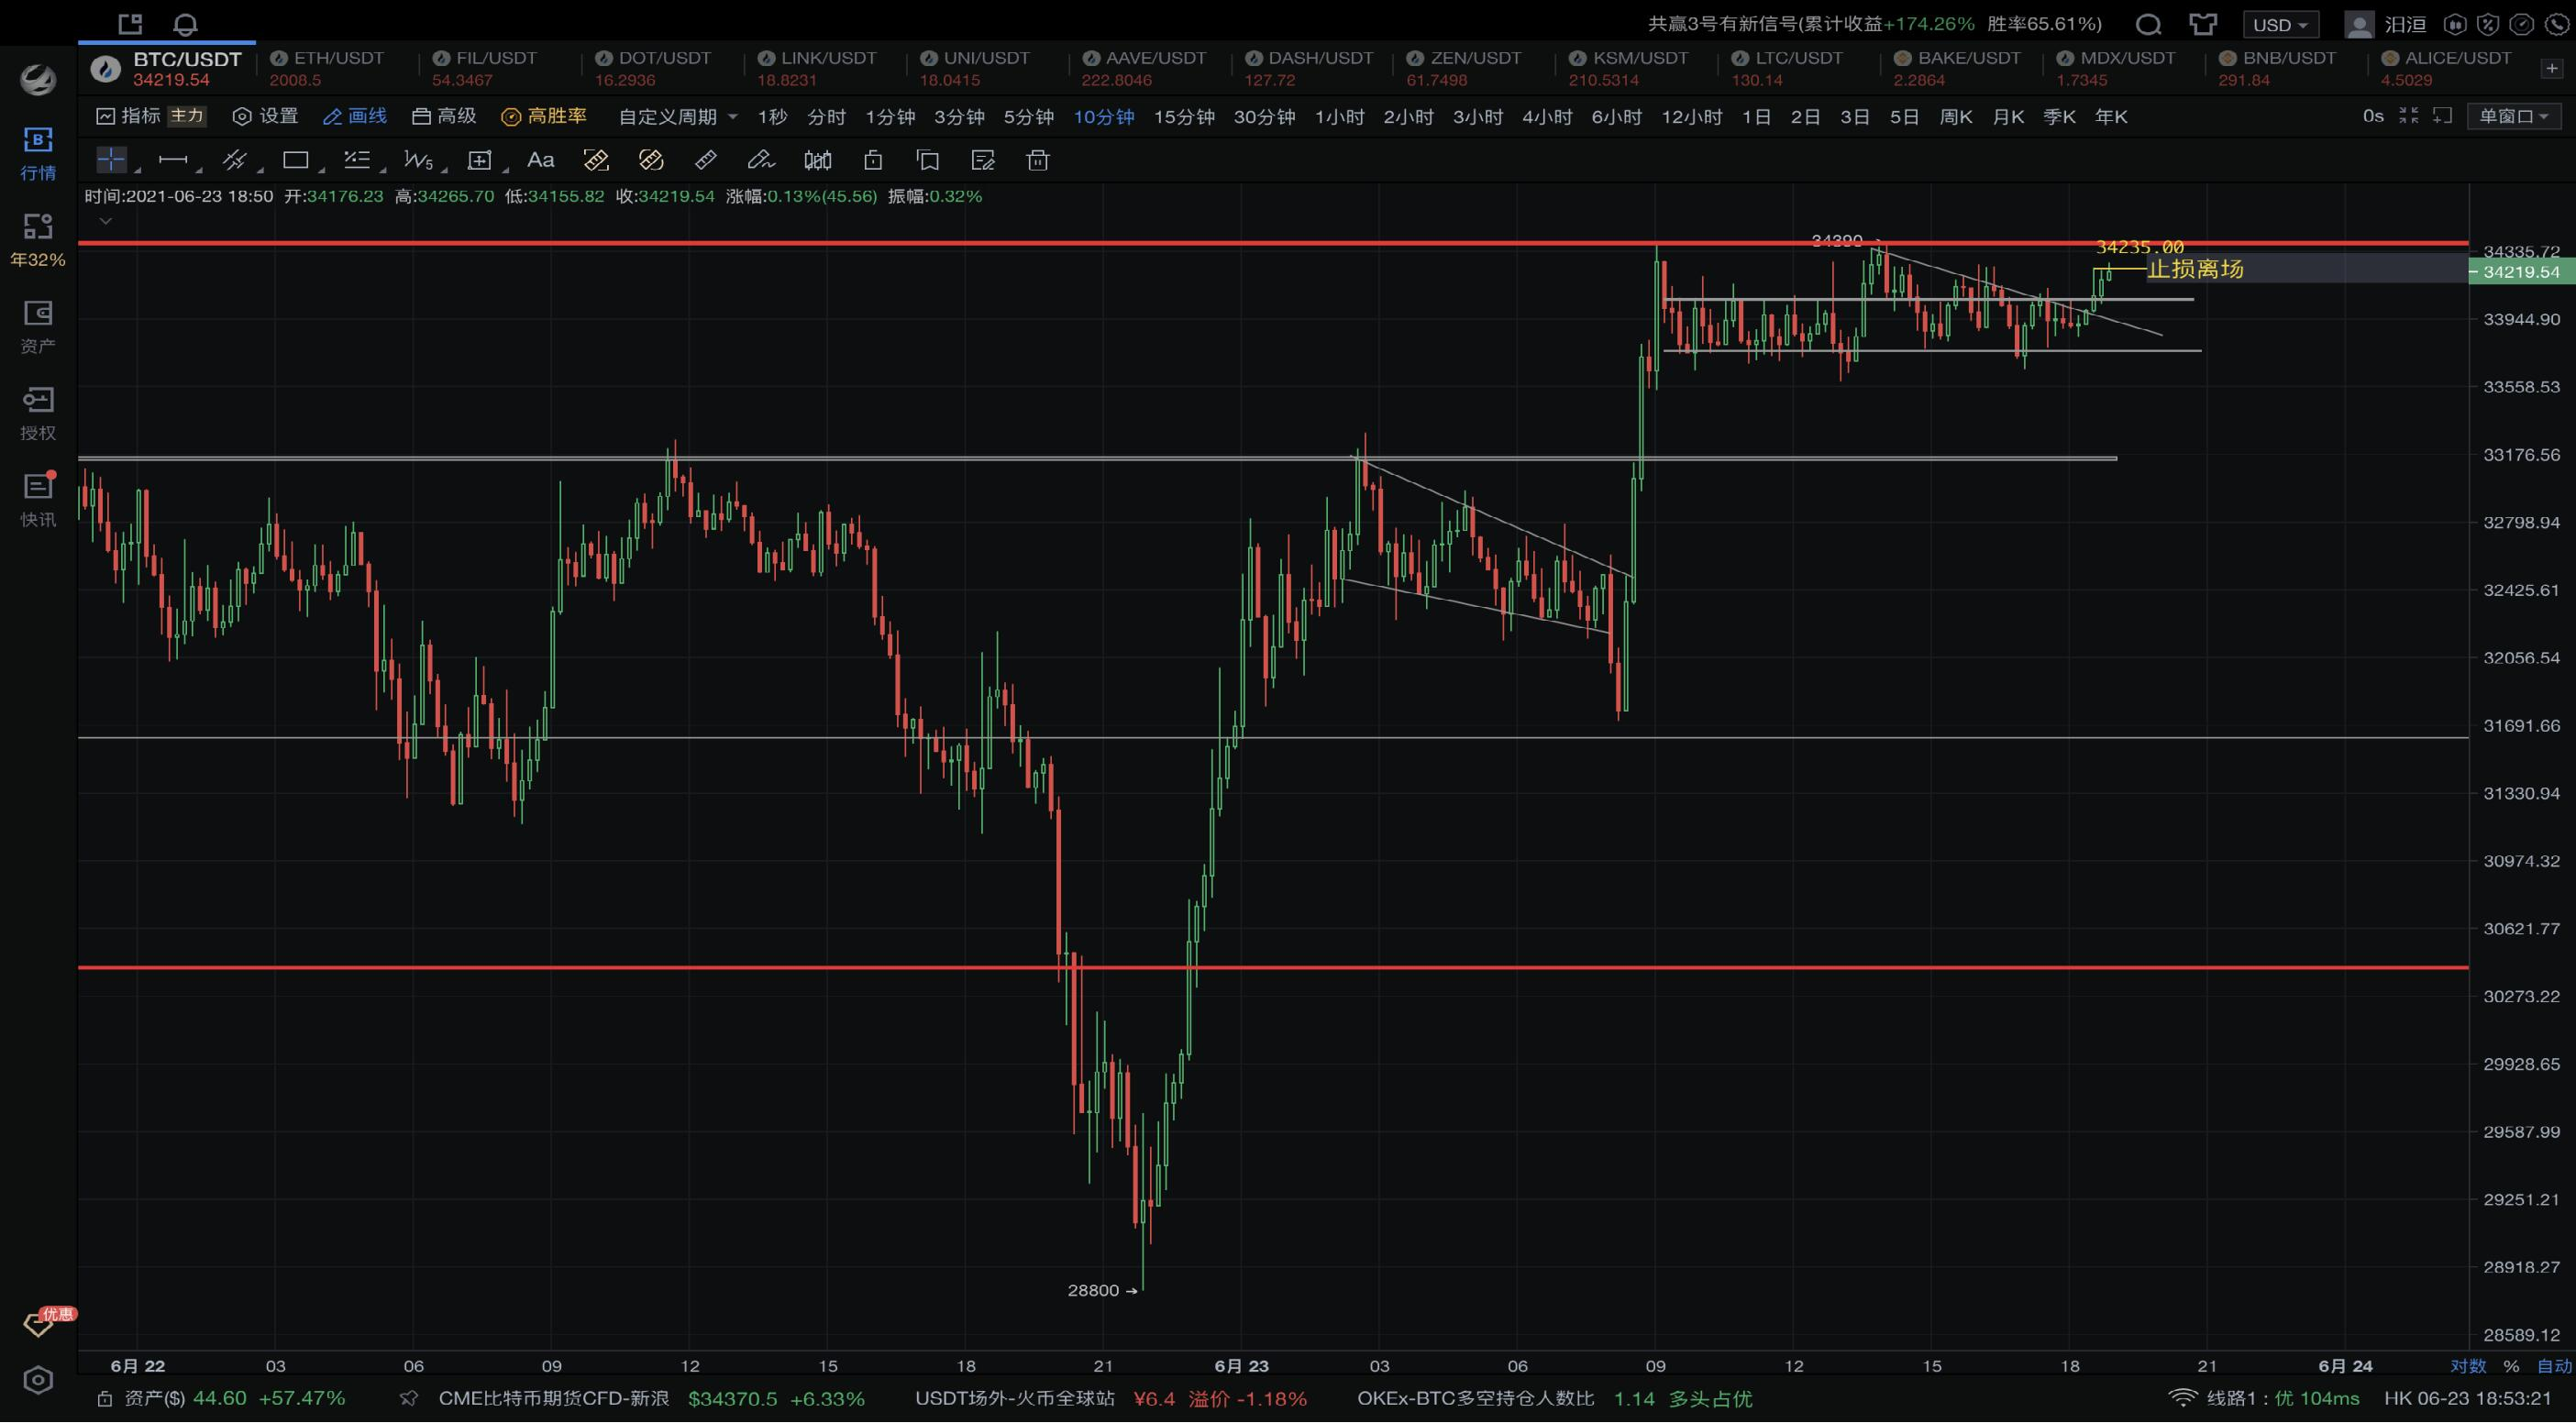 共赢3号有新信号(累计收益+174.26% 胜率65.61%) USD 汨洹
BTC/USDT ETH/USDT FIL/USDT DOT/USDT LINK/USDT UNI/USDT AAVE/USDT DASH/USDT ZEN/USDT KSM/USDT LTC/USDT BAKE/USDT MDX/USDT BNB/USDT ALICE/USDT
34219.54 2008.5 54.3467 16.2936 18.8231 18.0415 222.8046 127.72 61.7498 210.5314 130.14 2.2864 1.7345 291.84 4.5029
指标 主力 设置 画线 高级 高胜率 自定义周期 1秒 分时 1分钟 3分钟 5分钟 10分钟 15分钟 30分钟 1小时 2小时 3小时 4小时 6小时 12小时 1日 2日 3日 5日 周K 月K 季K 年K 0s 单窗口
Aa
时间:2021-06-23 18:50 开:34176.23 高:34265.70 低:34155.82 收:34219.54 涨幅:0.13%(45.56) 振幅:0.32%
行情
年32%
资产
授权
快讯
优惠
34390
34235.00
止损离场
28800
34335.72
34219.54
33944.90
33558.53
33176.56
32798.94
32425.61
32056.54
31691.66
31330.94
30974.32
30621.77
30273.22
29928.65
29587.99
29251.21
28918.27
28589.12
6月 22 03 06 09 12 15 18 21 6月 23 03 06 09 12 15 18 21 6月 24 对数 % 自动
资产($) 44.60 +57.47% CME比特币期货CFD-新浪 $34370.5 +6.33% USDT场外-火币全球站 ¥6.4 溢价 -1.18% OKEx-BTC多空持仓人数比 1.14 多头占优 线路1 : 优 104ms HK 06-23 18:53:21